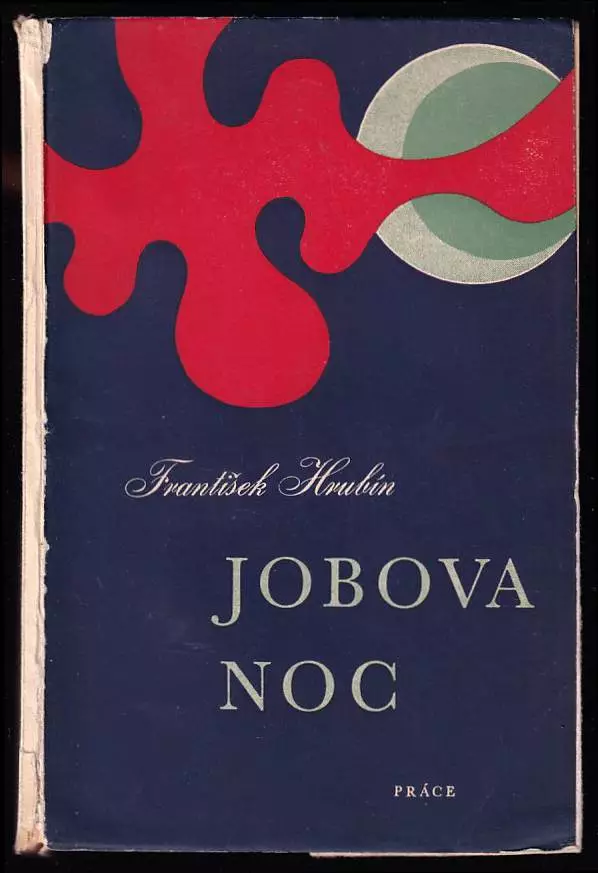 František Hrubín
JOBOVA
NOC
PRÁCE